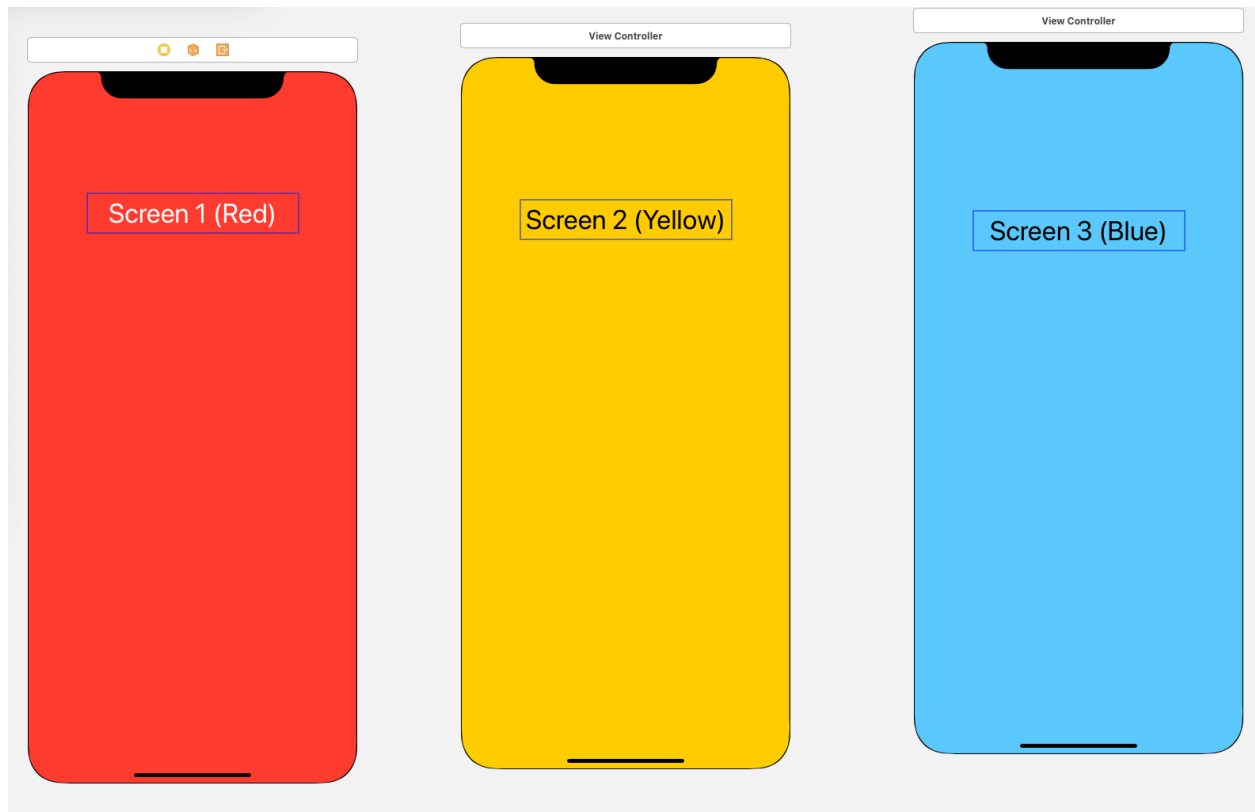 View Controller
View Controller
Screen 1 (Red)
Screen 2 (Yellow)
Screen 3 (Blue)